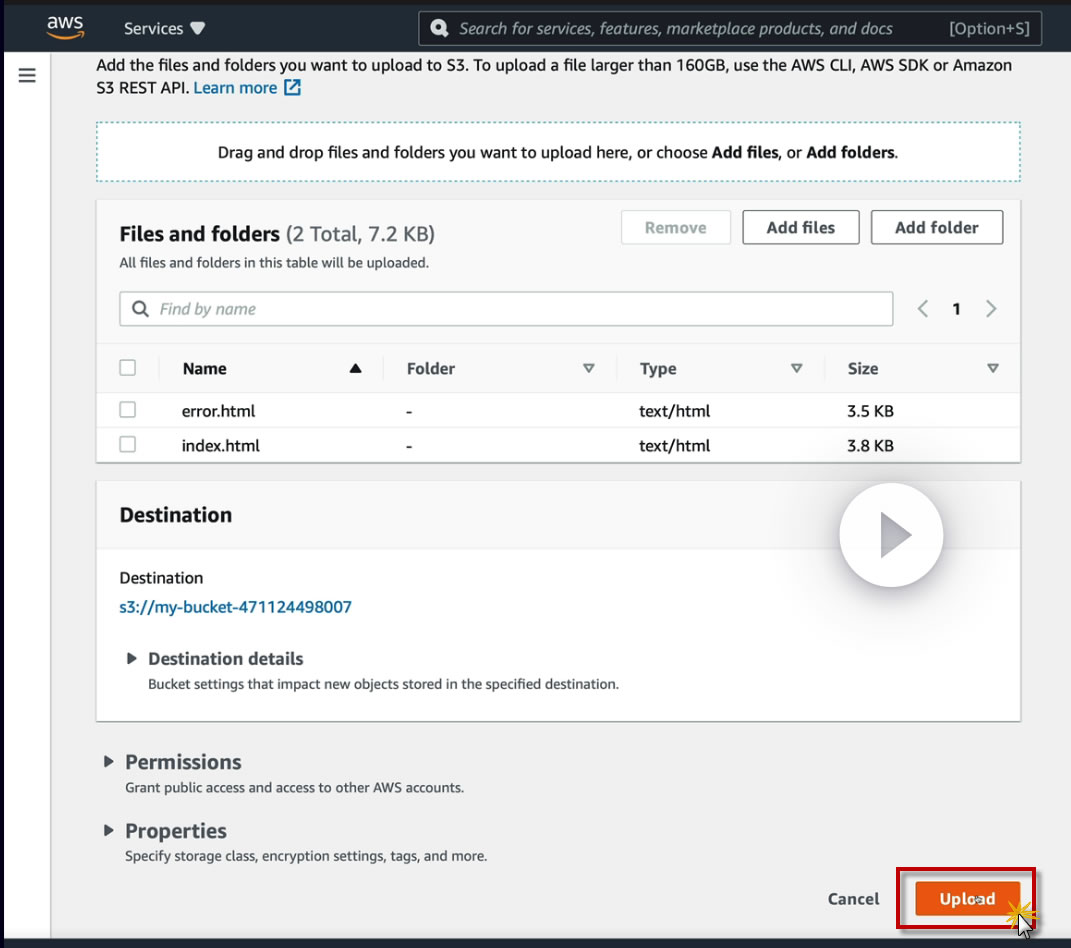 aws Services Search for services, features, marketplace products, and docs [Option+S]
Add the files and folders you want to upload to S3. To upload a file larger than 160GB, use the AWS CLI, AWS SDK or Amazon
S3 REST API. Learn more
Drag and drop files and folders you want to upload here, or choose Add files, or Add folders.
Files and folders (2 Total, 7.2 KB) Remove Add files Add folder
All files and folders in this table will be uploaded.
Find by name 1
Name Folder Type Size
error.html - text/html 3.5 KB
index.html - text/html 3.8 KB
Destination
Destination
s3://my-bucket-471124498007
Destination details
Bucket settings that impact new objects stored in the specified destination.
Permissions
Grant public access and access to other AWS accounts.
Properties
Specify storage class, encryption settings, tags, and more.
Cancel Upload